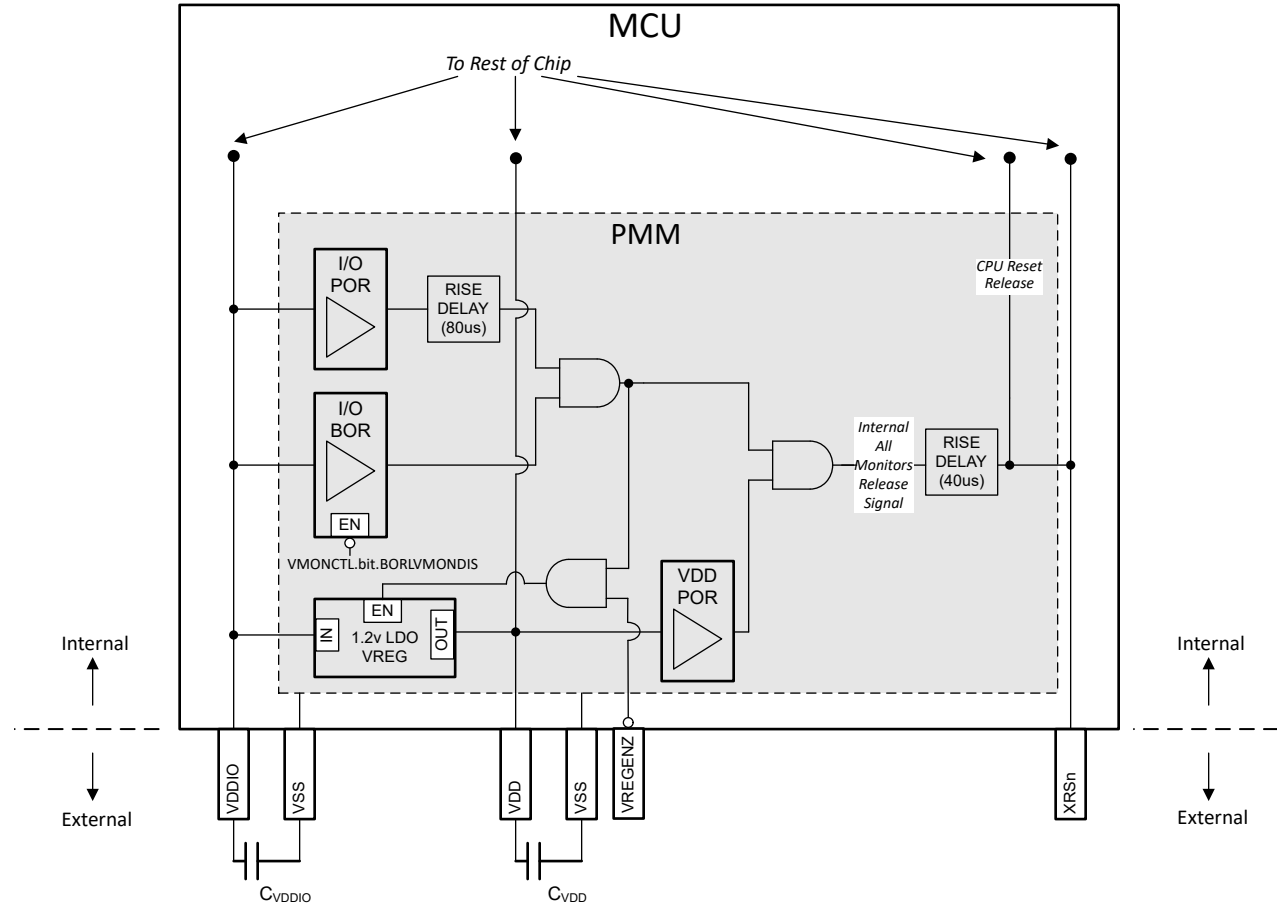 MCU
To Rest of Chip
PMM
I/O
POR
RISE
DELAY
(80us)
CPU Reset
Release
I/O
BOR
EN
VMONCTL.bit.BORLVMONDIS
Internal
All
Monitors
Release
Signal
RISE
DELAY
(40us)
EN
IN
1.2v LDO
VREG
OUT
VDD
POR
Internal
External
Internal
External
VDDIO
VSS
VDD
VSS
VREGENZ
XRSn
CVDDIO
CVDD